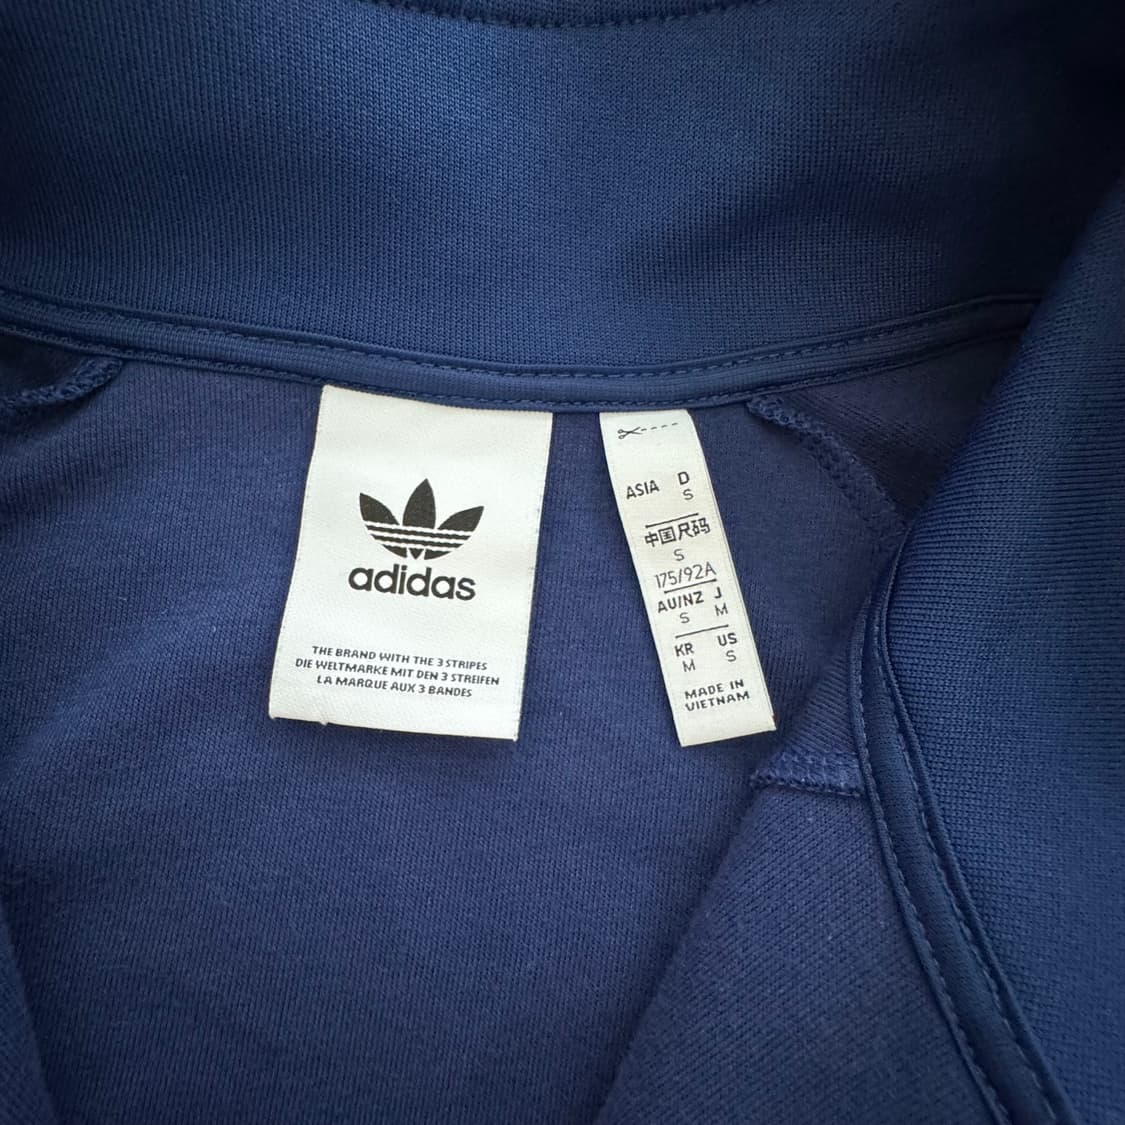 adidas
THE BRAND WITH THE 3 STRIPES
DIE WELTMARKE MIT DEN 3 STREIFEN
LA MARQUE AUX 3 BANDES
ASIA D
S
中国尺码
S
175/92A
AU/NZ J
S M
KR US
M S
MADE IN
VIETNAM